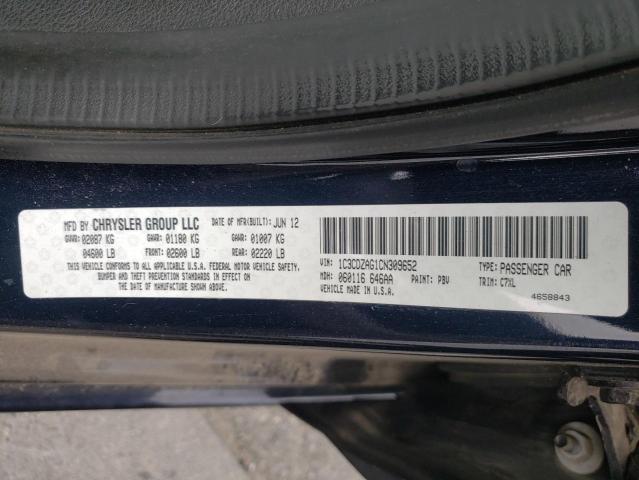 MFD BY CHRYSLER GROUP LLC
DATE OF MFR(BUILT): JUN 12
GVWR: 02087 KG GAWR: 01180 KG GAWR: 01007 KG
04600 LB FRONT: 02600 LB REAR: 02220 LB
THIS VEHICLE CONFORMS TO ALL APPLICABLE U.S.A. FEDERAL MOTOR VEHICLE SAFETY,
BUMPER AND THEFT PREVENTION STANDARDS IN EFFECT ON
THE DATE OF MANUFACTURE SHOWN ABOVE.
VIN: 1C3CDZAG1CN309652 TYPE: PASSENGER CAR
MDH: 060116 646AA PAINT: PBV TRIM: C7XL
VEHICLE MADE IN U.S.A. 4658843